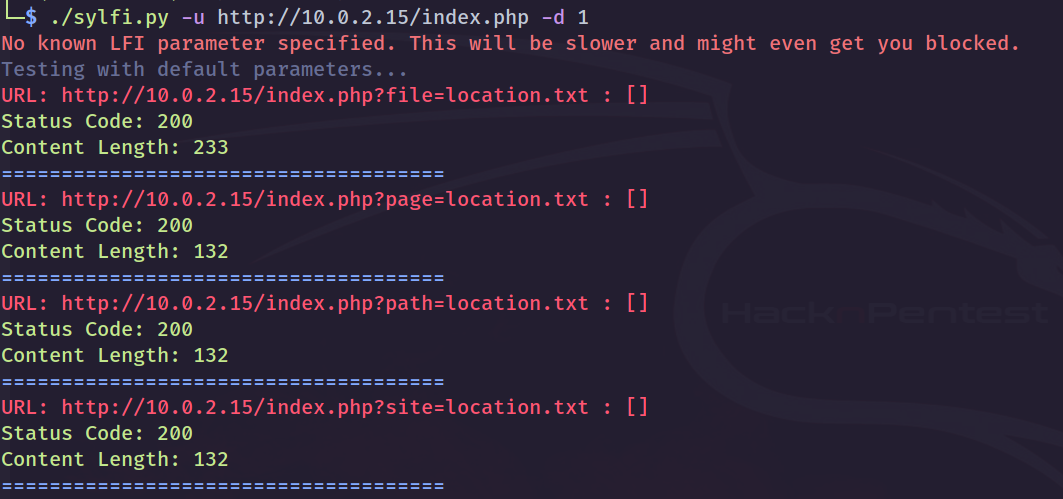 └─$ ./sylfi.py -u http://10.0.2.15/index.php -d 1
No known LFI parameter specified. This will be slower and might even get you blocked.
Testing with default parameters...
URL: http://10.0.2.15/index.php?file=location.txt : []
Status Code: 200
Content Length: 233
=====================================
URL: http://10.0.2.15/index.php?page=location.txt : []
Status Code: 200
Content Length: 132
=====================================
URL: http://10.0.2.15/index.php?path=location.txt : []
Status Code: 200
Content Length: 132
=====================================
URL: http://10.0.2.15/index.php?site=location.txt : []
Status Code: 200
Content Length: 132
=====================================
Hack Pentest